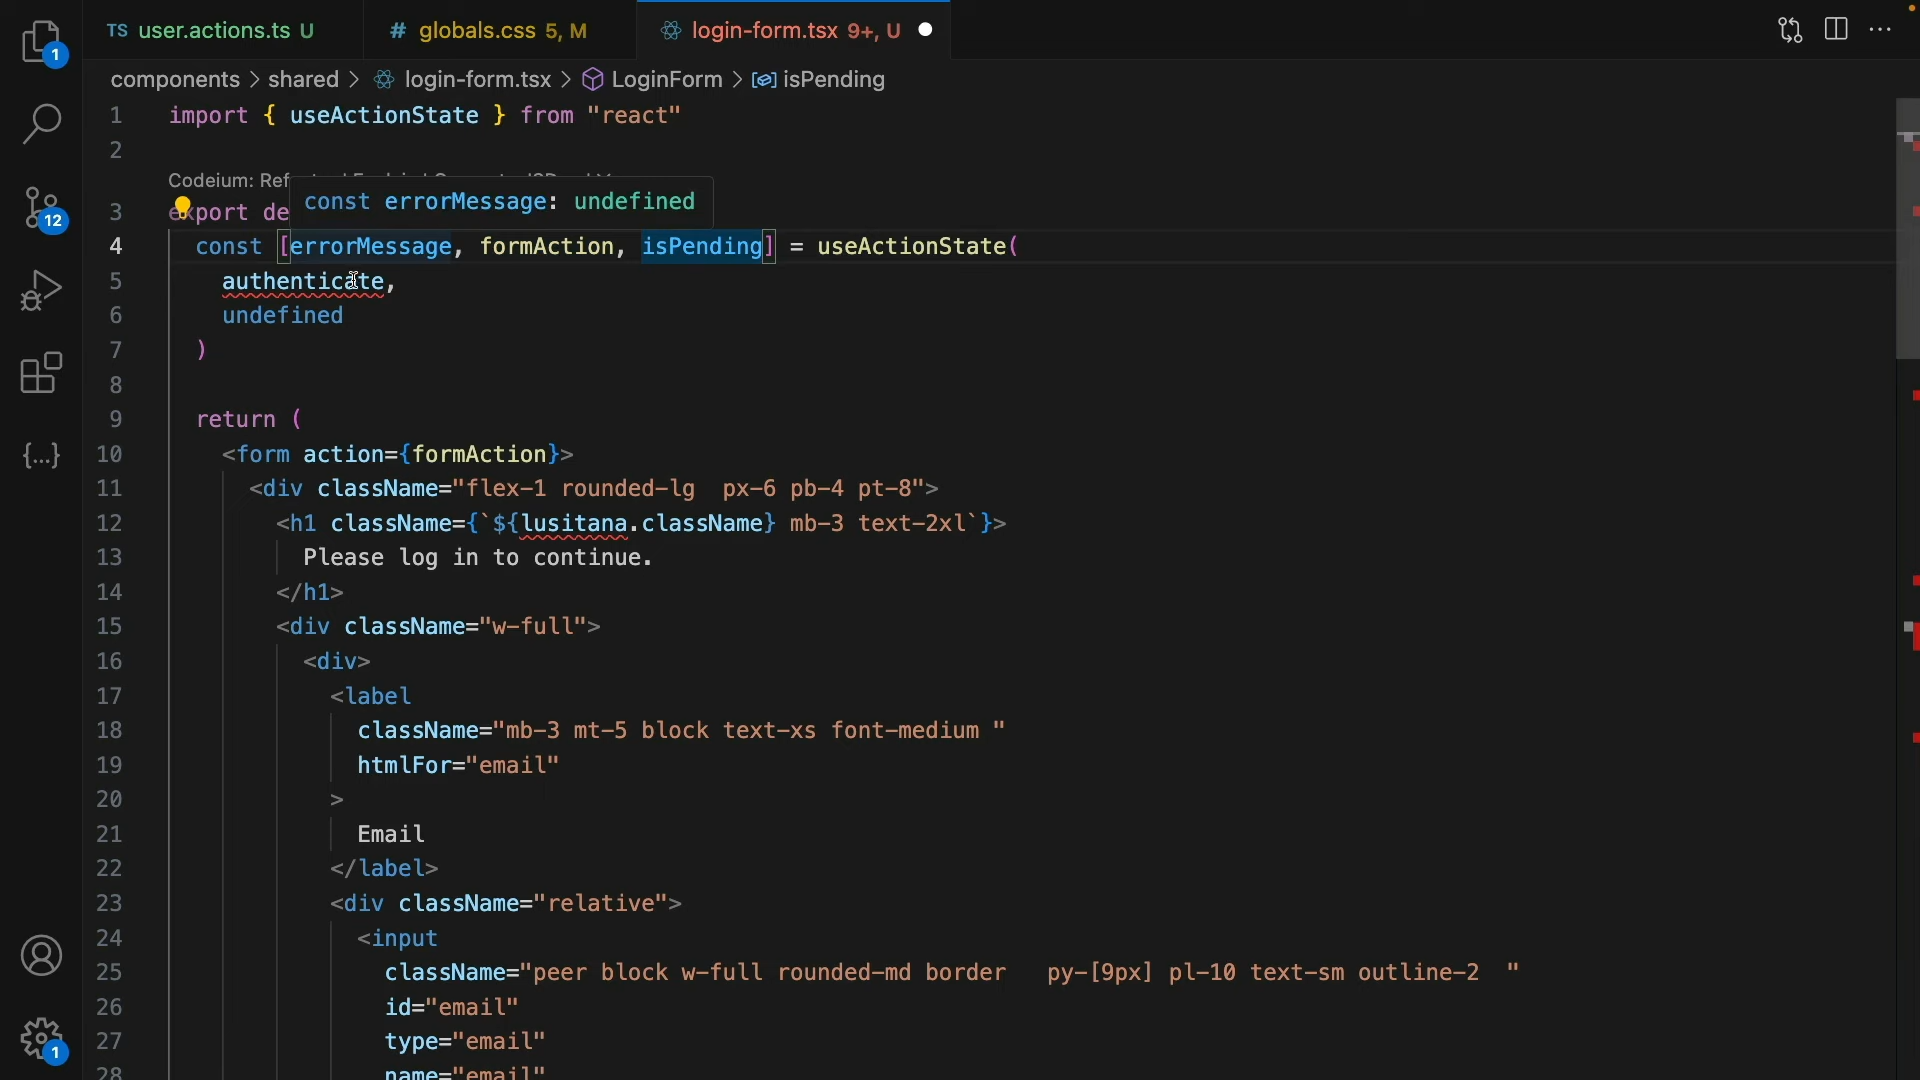 TS user.actions.ts U
# globals.css 5, M
login-form.tsx 9+, U
components > shared > login-form.tsx > LoginForm > isPending
1 import { useActionState } from "react"
2
Codeium: Ref
const errorMessage: undefined
3 export de
4 const [errorMessage, formAction, isPending] = useActionState(
5 authenticate,
6 undefined
7 )
8
9 return (
10 <form action={formAction}>
11 <div className="flex-1 rounded-lg  px-6 pb-4 pt-8">
12 <h1 className={`${lusitana.className} mb-3 text-2xl`}>
13 Please log in to continue.
14 </h1>
15 <div className="w-full">
16 <div>
17 <label
18 className="mb-3 mt-5 block text-xs font-medium "
19 htmlFor="email"
20 >
21 Email
22 </label>
23 <div className="relative">
24 <input
25 className="peer block w-full rounded-md border   py-[9px] pl-10 text-sm outline-2  "
26 id="email"
27 type="email"
28 name="email"
1
12
1